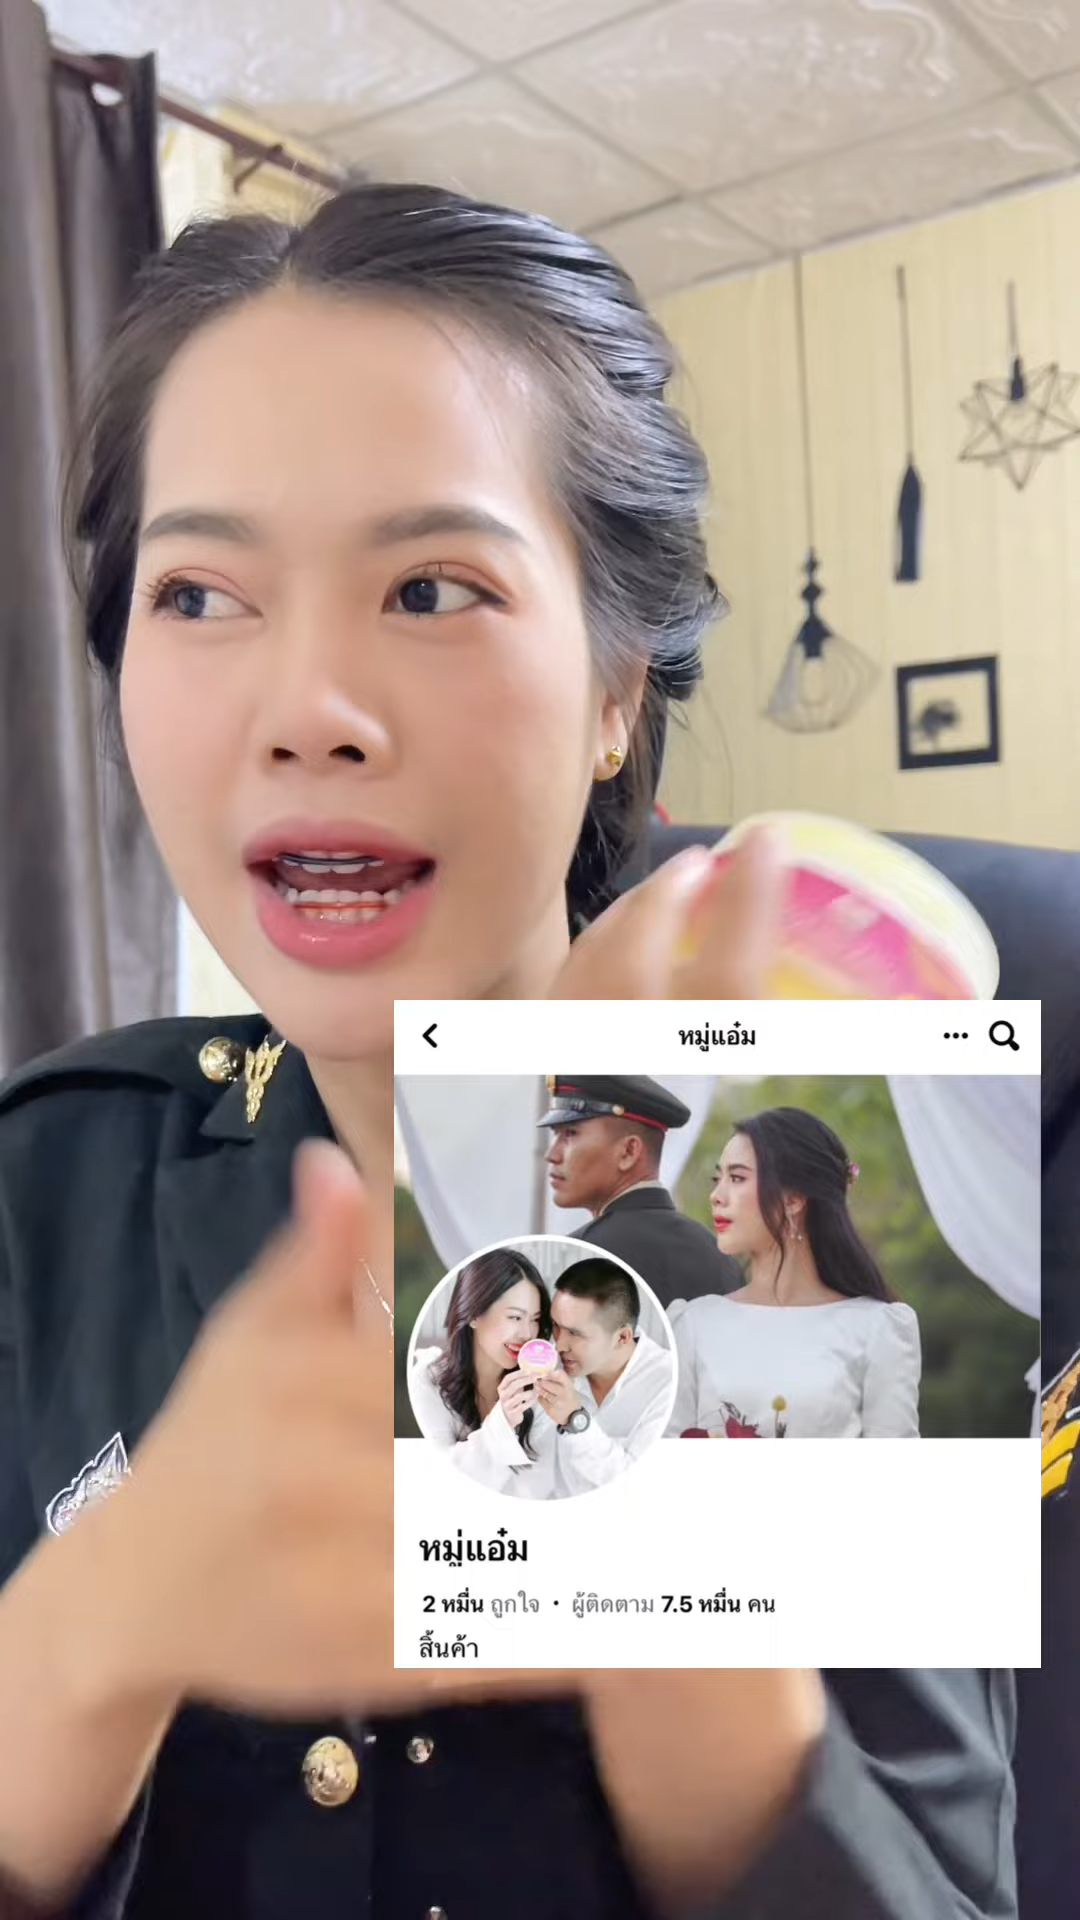 หมู่แอ๋ม
หมู่แอ๋ม
2 หมื่น ถูกใจ · ผู้ติดตาม 7.5 หมื่น คน
สิ้นค้า